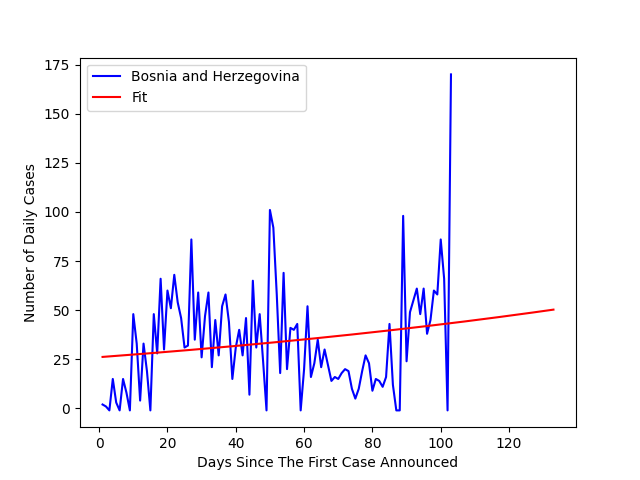 Bosnia and Herzegovina
Fit
175
150
125
100
75
50
25
0
Number of Daily Cases
0 20 40 60 80 100 120
Days Since The First Case Announced